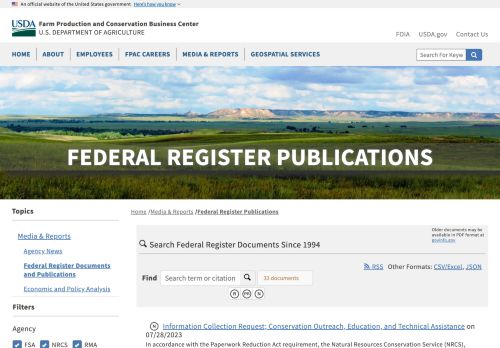 An official website of the United States government Here's how you know
USDA Farm Production and Conservation Business Center
U.S. DEPARTMENT OF AGRICULTURE
FOIA USDA.gov Contact Us
HOME ABOUT EMPLOYEES FPAC CAREERS MEDIA & REPORTS GEOSPATIAL SERVICES
Search For Keyw
FEDERAL REGISTER PUBLICATIONS
Topics
Media & Reports
Agency News
Federal Register Documents
and Publications
Economic and Policy Analysis
Filters
Agency
FSA NRCS RMA
Home /Media & Reports /Federal Register Publications
Older documents may be
available in PDF format at
govinfo.gov
Search Federal Register Documents Since 1994
RSS Other Formats: CSV/Excel, JSON
Find Search term or citation 33 documents
R PR N
N Information Collection Request; Conservation Outreach, Education, and Technical Assistance on
07/28/2023
In accordance with the Paperwork Reduction Act requirement, the Natural Resources Conservation Service (NRCS),